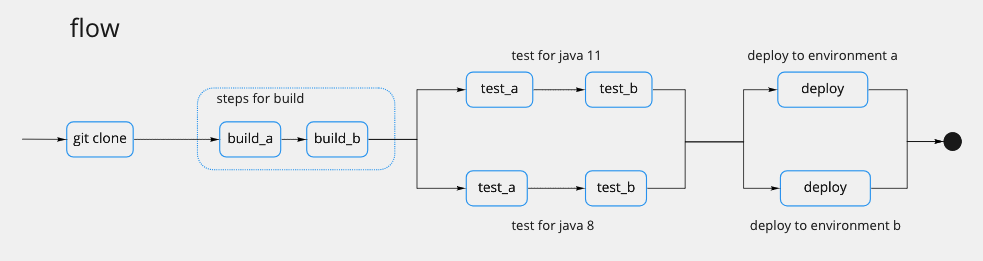 flow
git clone
steps for build
build_a
build_b
test for java 11
test_a
test_b
test_a
test_b
test for java 8
deploy to environment a
deploy
deploy
deploy to environment b